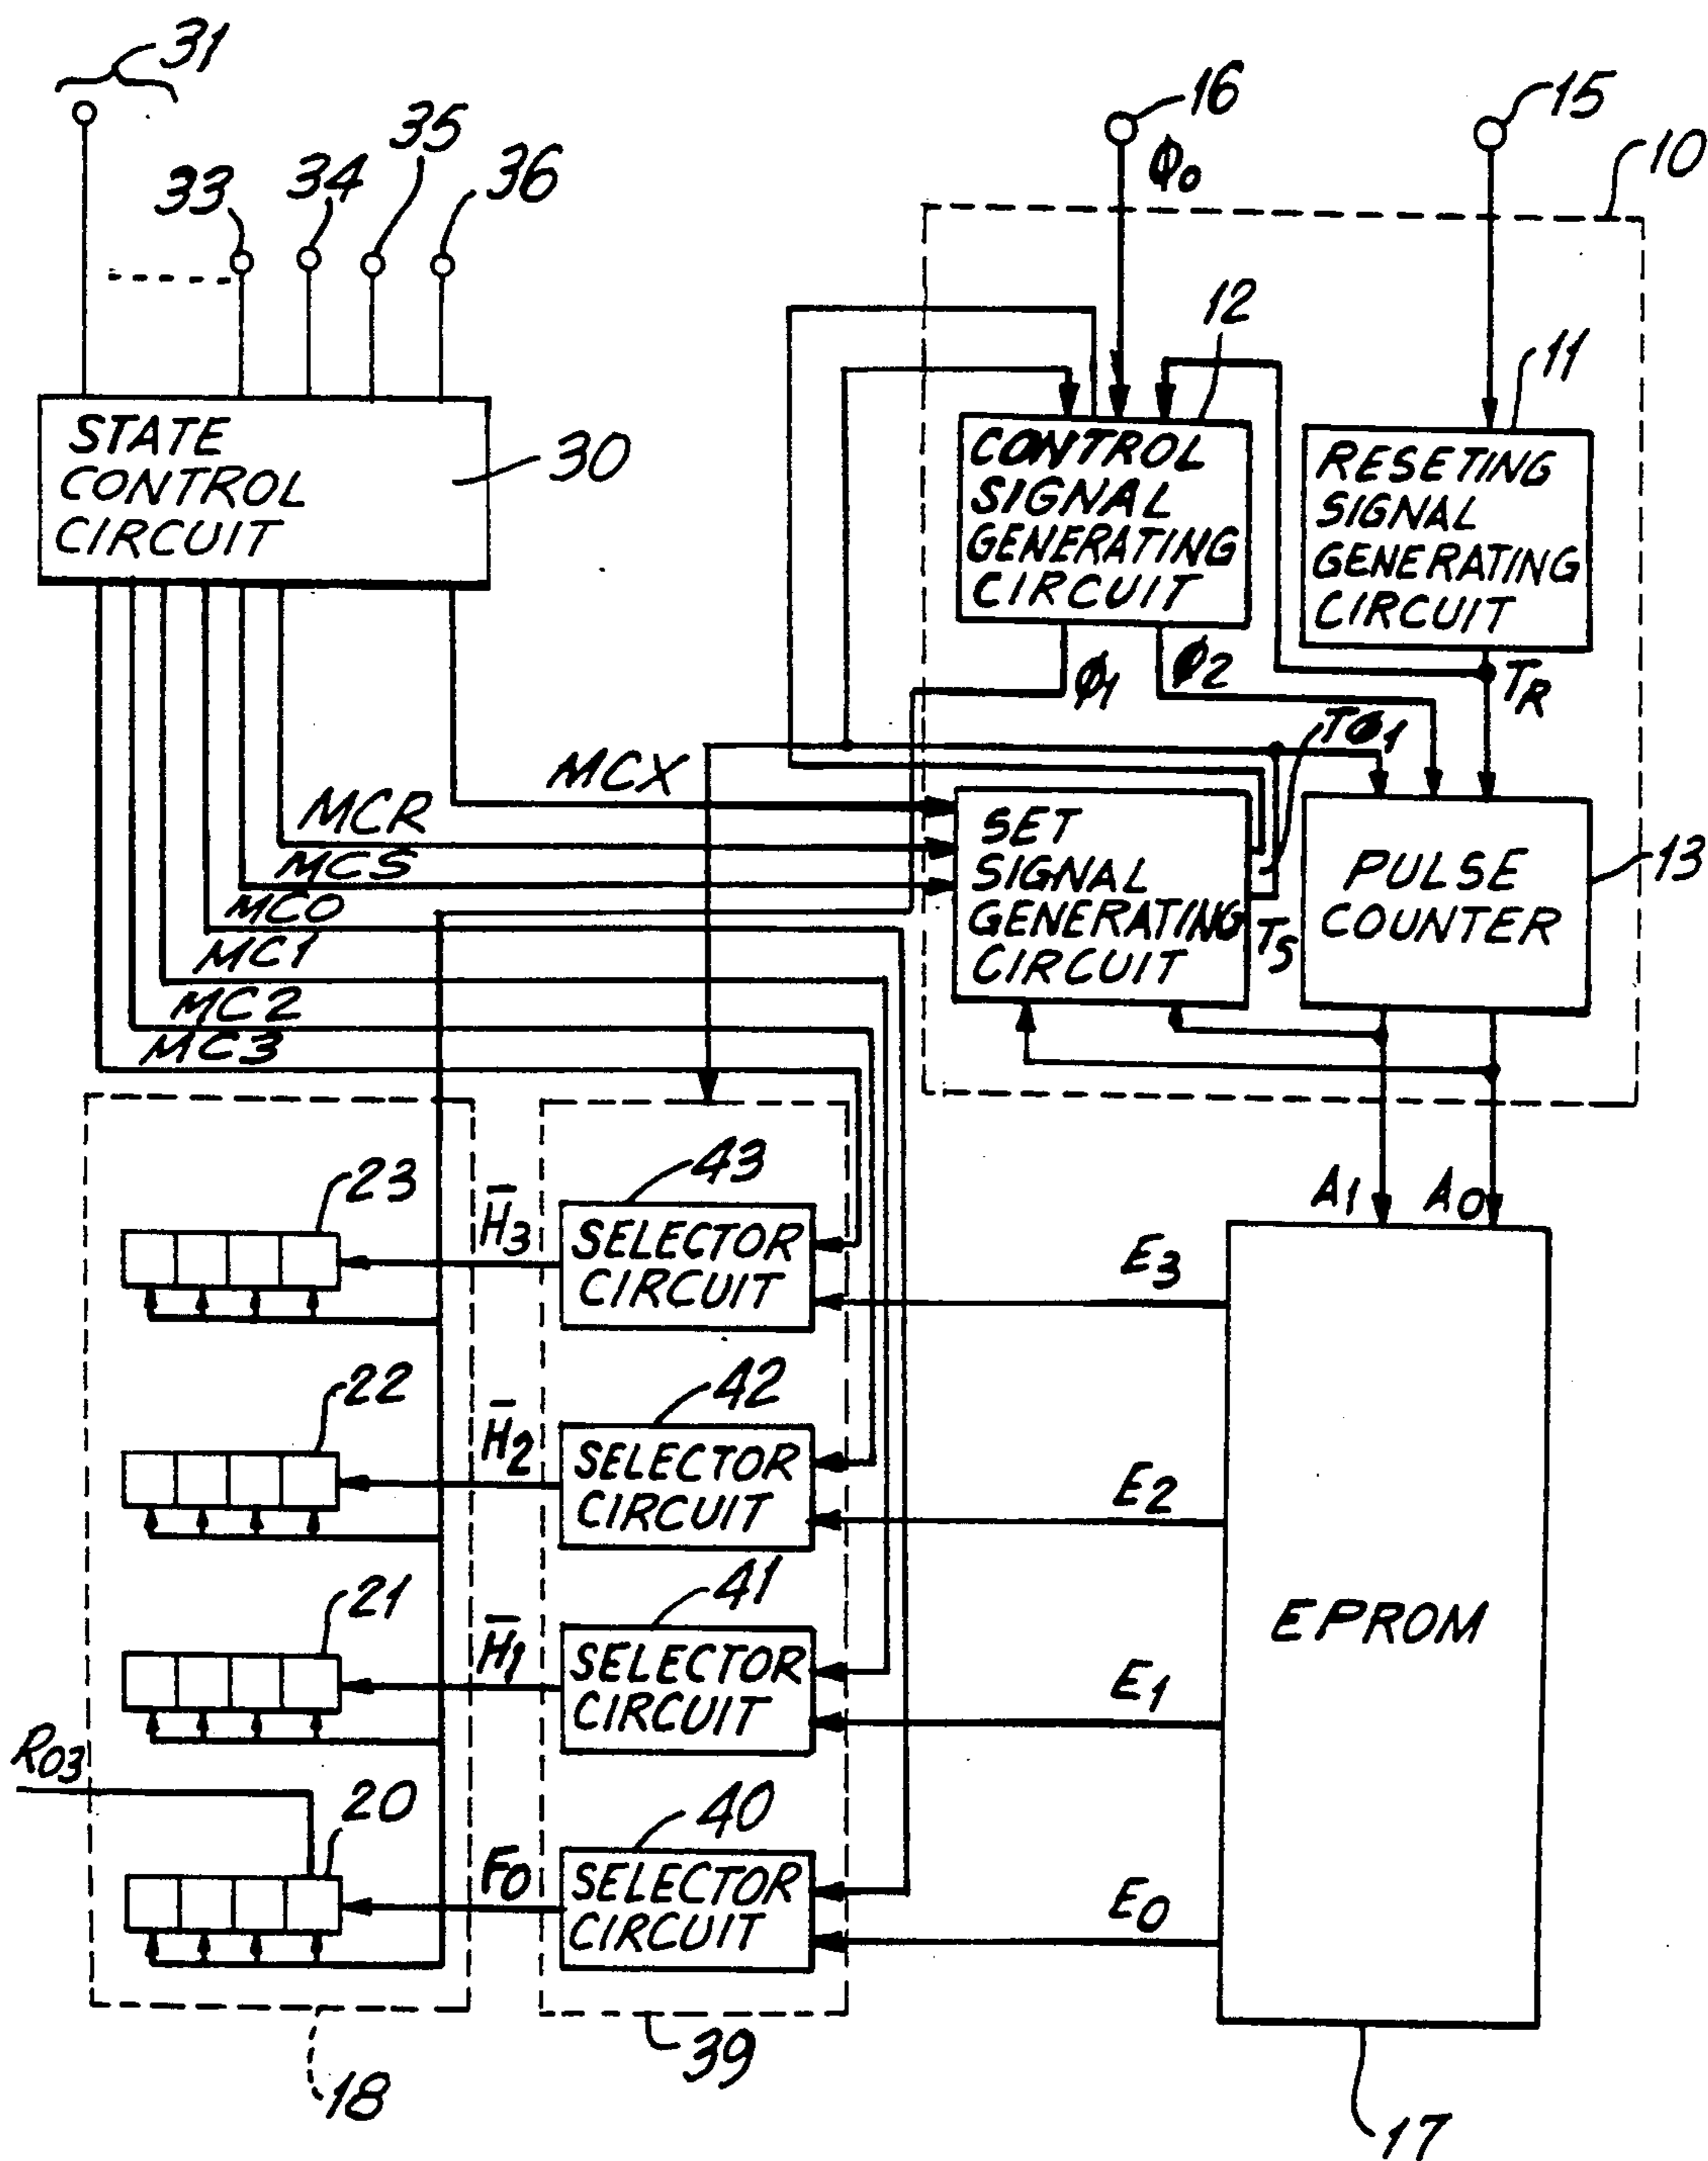 31
16
15
35
34
36
10
33
φ0
12
11
STATE
CONTROL
CIRCUIT
30
CONTROL
SIGNAL
GENERATING
CIRCUIT
RESETING
SIGNAL
GENERATING
CIRCUIT
φ1
φ2
TR
Tφ1
MCX
MCR
MCS
MC0
MC1
MC2
MC3
SET
SIGNAL
GENERATING
CIRCUIT
TS
PULSE
COUNTER
13
A1
A0
23
H̅3
43
SELECTOR
CIRCUIT
E3
22
H̅2
42
SELECTOR
CIRCUIT
E2
EPROM
21
H̅1
41
SELECTOR
CIRCUIT
E1
R03
20
F0
40
SELECTOR
CIRCUIT
E0
18
39
17